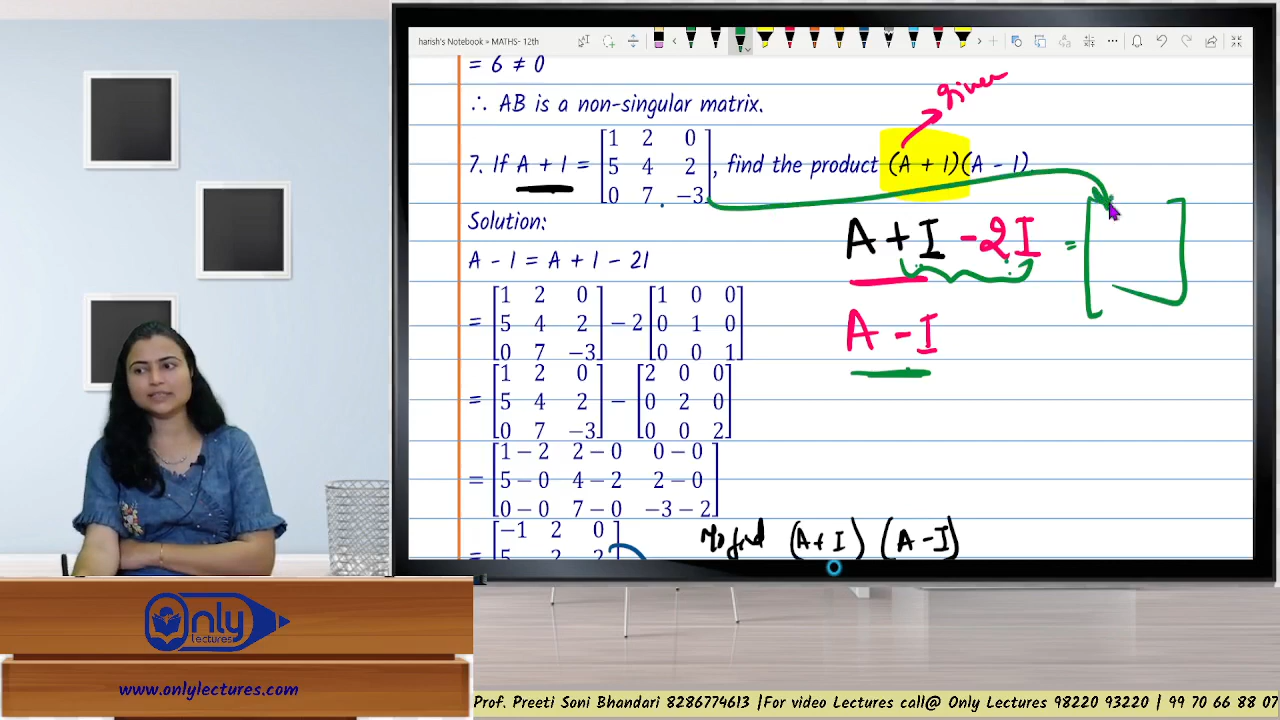 harish's Notebook » MATHS- 12th
= 6 ≠ 0
∴ AB is a non-singular matrix.
given
7. If A + I = [1 2 0
5 4 2
0 7 -3], find the product (A + I)(A - I)
Solution:
A + I - 2I = [ ]
A - I = A + I - 2I
A - I
= [1 2 0
5 4 2
0 7 -3] - 2 [1 0 0
0 1 0
0 0 1]
= [1 2 0
5 4 2
0 7 -3] - [2 0 0
0 2 0
0 0 2]
= [1 - 2 2 - 0 0 - 0
5 - 0 4 - 2 2 - 0
0 - 0 7 - 0 -3 - 2]
= [-1 2 0
5 2 2
find (A + I) (A - I)
Only
lectures
www.onlylectures.com
Prof. Preeti Soni Bhandari 8286774613 |For video Lectures call@ Only Lectures 98220 93220 | 99 70 66 88 07